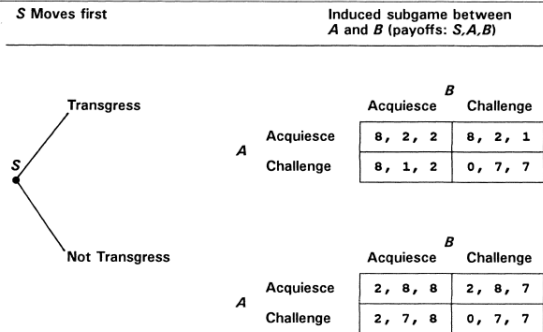 S Moves first
Induced subgame between
A and B (payoffs: S,A,B)
Transgress
B
Acquiesce Challenge
A
Acquiesce 8, 2, 2 8, 2, 1
Challenge 8, 1, 2 0, 7, 7
S
Not Transgress
B
Acquiesce Challenge
A
Acquiesce 2, 8, 8 2, 8, 7
Challenge 2, 7, 8 0, 7, 7